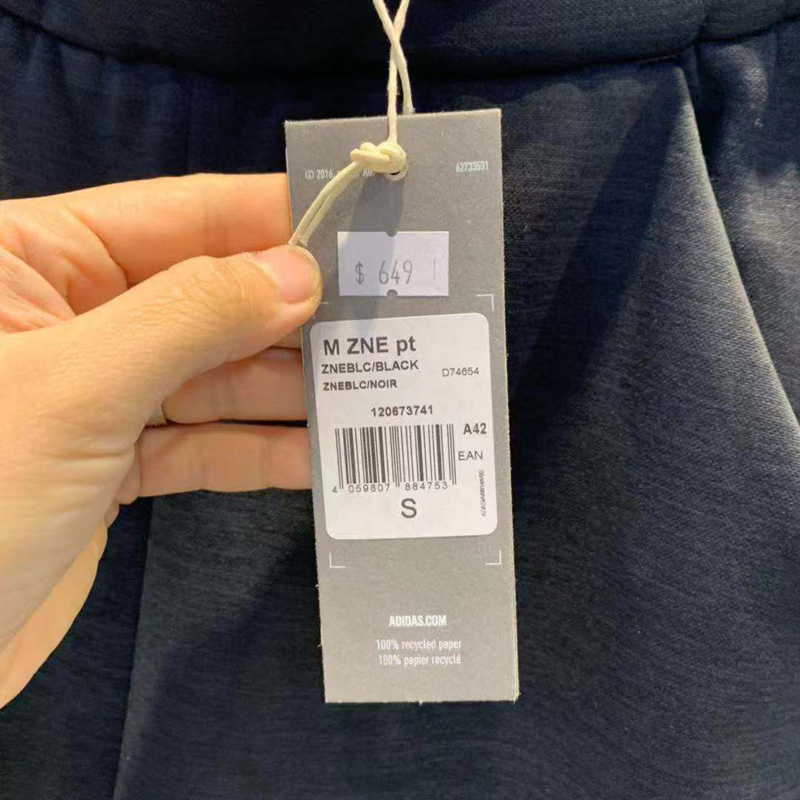 © 2016
62733531
$ 649
M ZNE pt
ZNEBLC/BLACK
D74654
ZNEBLC/NOIR
120673741
A42
EAN
4 059807 884753
S
ADIDAS.COM
100% recycled paper
100% papier recyclé